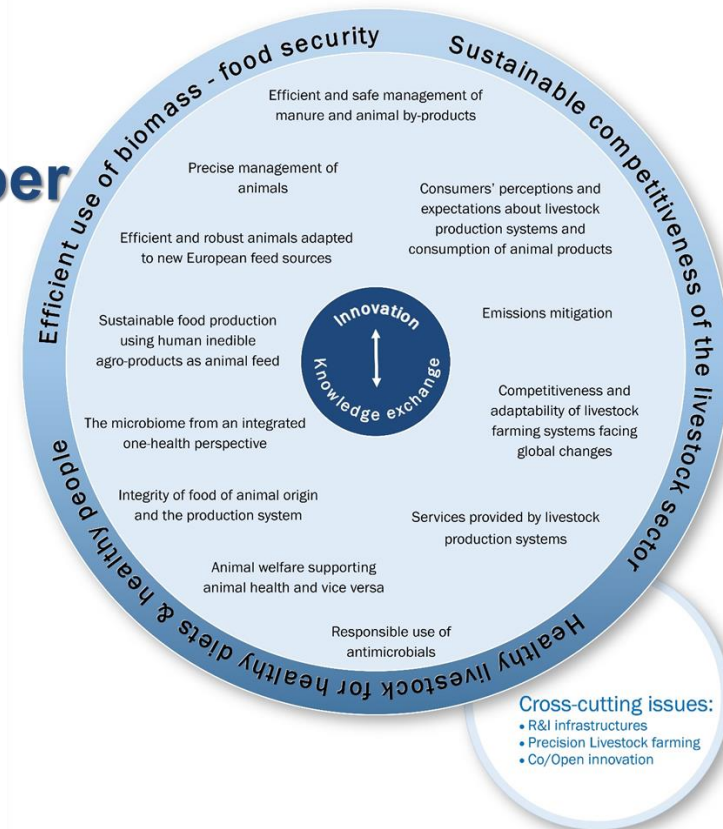 per
Efficient use of biomass - food security
Sustainable competitiveness of the livestock sector
Healthy livestock for healthy diets & healthy people
Efficient and safe management of
manure and animal by-products
Precise management of
animals
Consumers' perceptions and
expectations about livestock
production systems and
consumption of animal products
Efficient and robust animals adapted
to new European feed sources
Sustainable food production
using human inedible
agro-products as animal feed
Innovation
Knowledge exchange
Emissions mitigation
Competitiveness and
adaptability of livestock
farming systems facing
global changes
The microbiome from an integrated
one-health perspective
Integrity of food of animal origin
and the production system
Services provided by livestock
production systems
Animal welfare supporting
animal health and vice versa
Responsible use of
antimicrobials
Cross-cutting issues:
• R&I infrastructures
• Precision Livestock farming
• Co/Open innovation